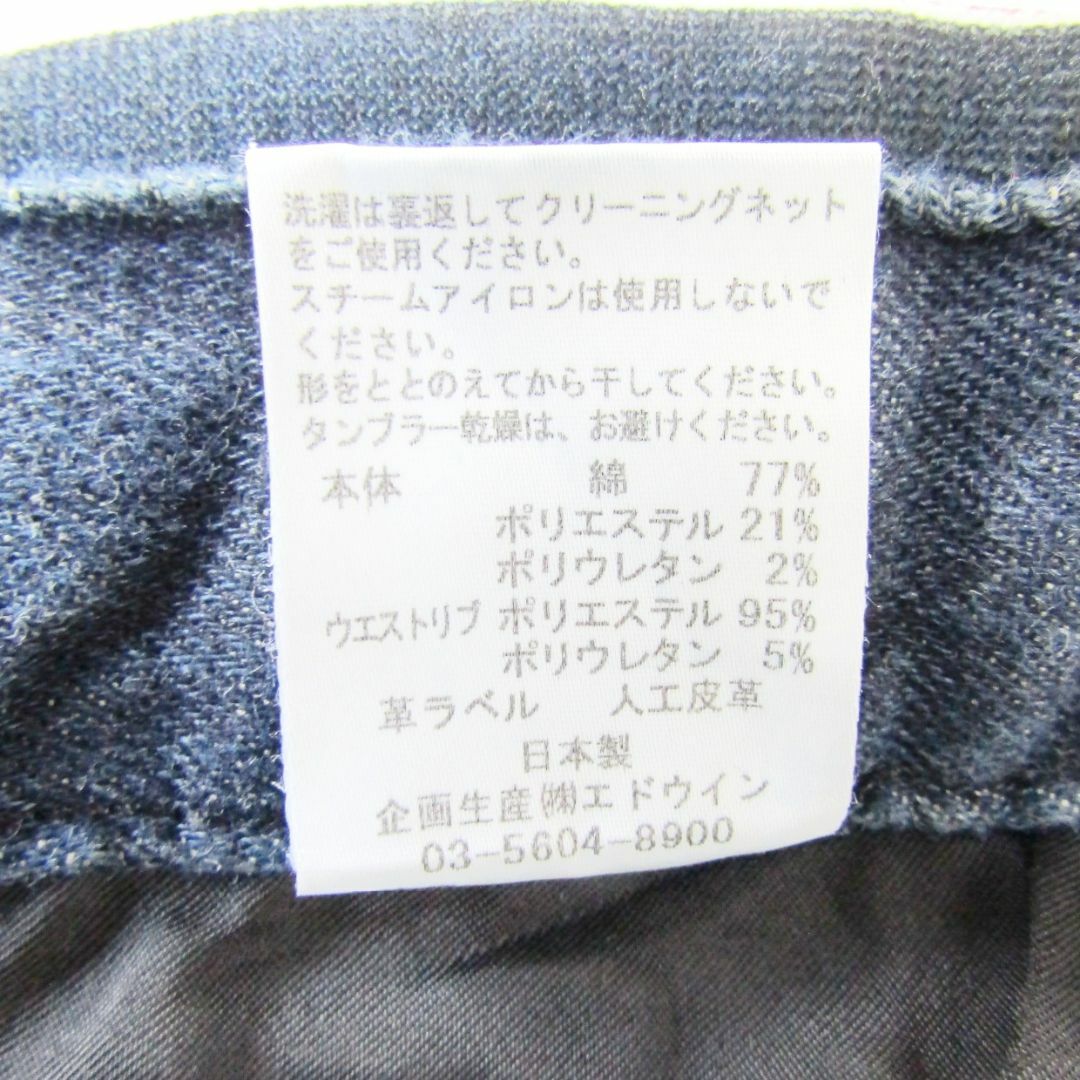 洗濯は裏返してクリーニングネット
をご使用ください。
スチームアイロンは使用しないで
ください。
形をととのえてから干してください。
タンブラー乾燥は、お避けください。
本体 綿 77%
ポリエステル 21%
ポリウレタン 2%
ウエストリブ ポリエステル 95%
ポリウレタン 5%
革ラベル 人工皮革
日本製
企画生産㈱エドウイン
03-5604-8900